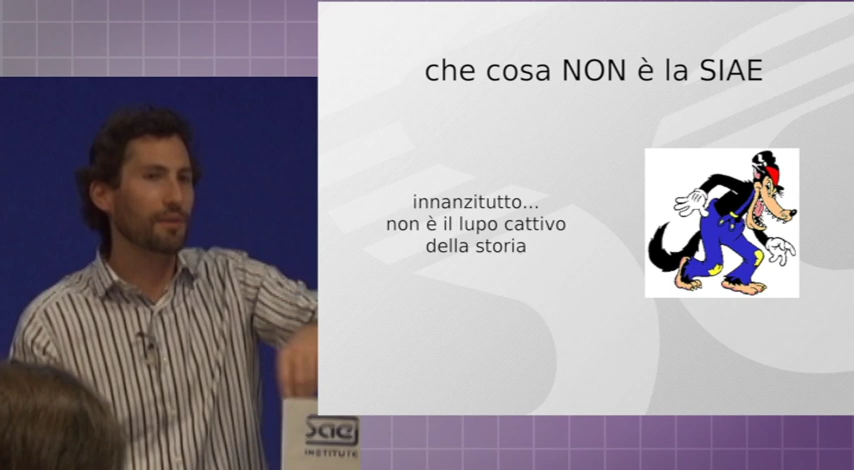 che cosa NON è la SIAE
innanzitutto...
non è il lupo cattivo
della storia
sae
INSTITUTE